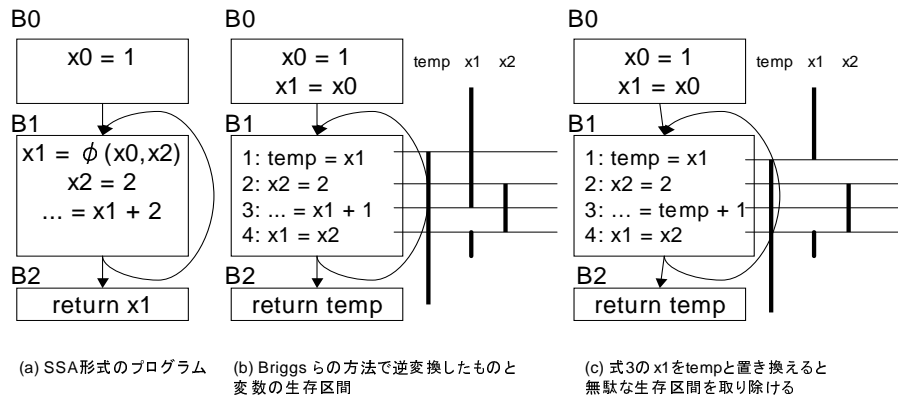 B0
x0 = 1
B1
x1 = φ(x0,x2)
x2 = 2
... = x1 + 2
B2
return x1
(a) SSA形式のプログラム
B0
x0 = 1
x1 = x0
temp x1 x2
B1
1: temp = x1
2: x2 = 2
3: ... = x1 + 1
4: x1 = x2
B2
return temp
(b) Briggs らの方法で逆変換したものと
変数の生存区間
B0
x0 = 1
x1 = x0
temp x1 x2
B1
1: temp = x1
2: x2 = 2
3: ... = temp + 1
4: x1 = x2
B2
return temp
(c) 式3のx1をtempと置き換えると
無駄な生存区間を取り除ける